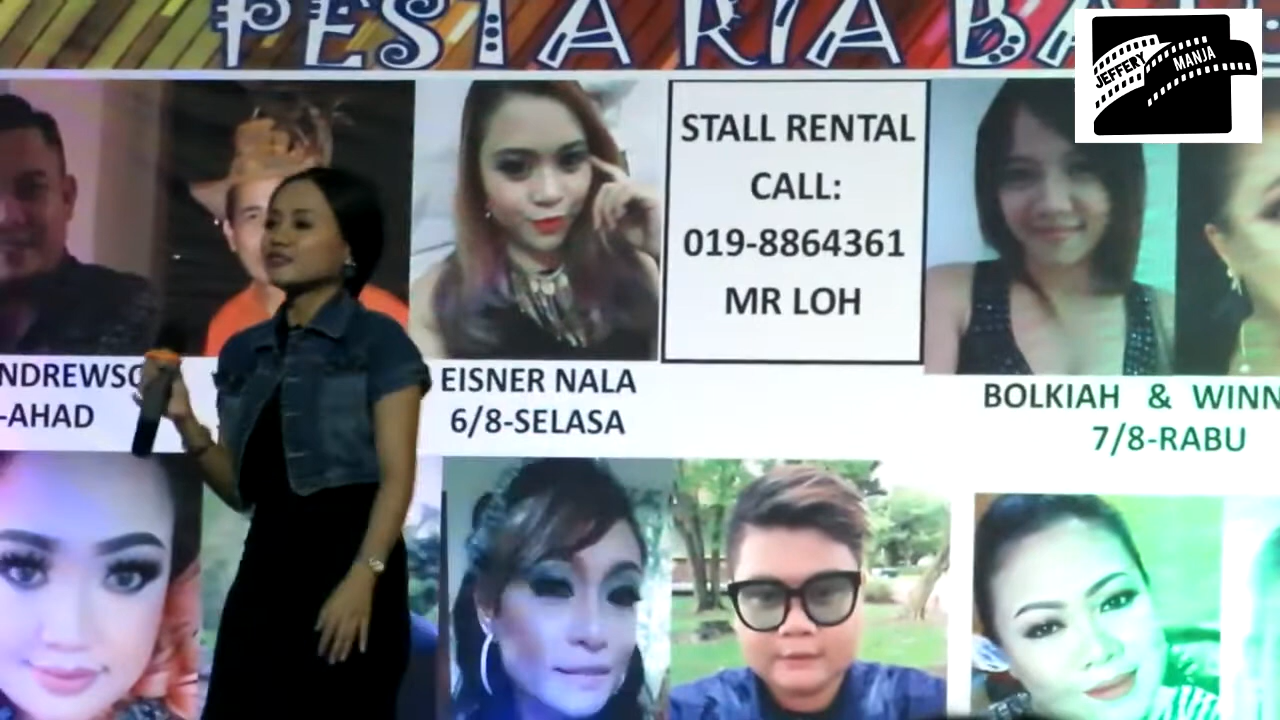 PESTA RIA
JEFFERY MANJA
STALL RENTAL
CALL:
019-8864361
MR LOH
-AHAD
EISNER NALA
6/8-SELASA
BOLKIAH & WINN
7/8-RABU